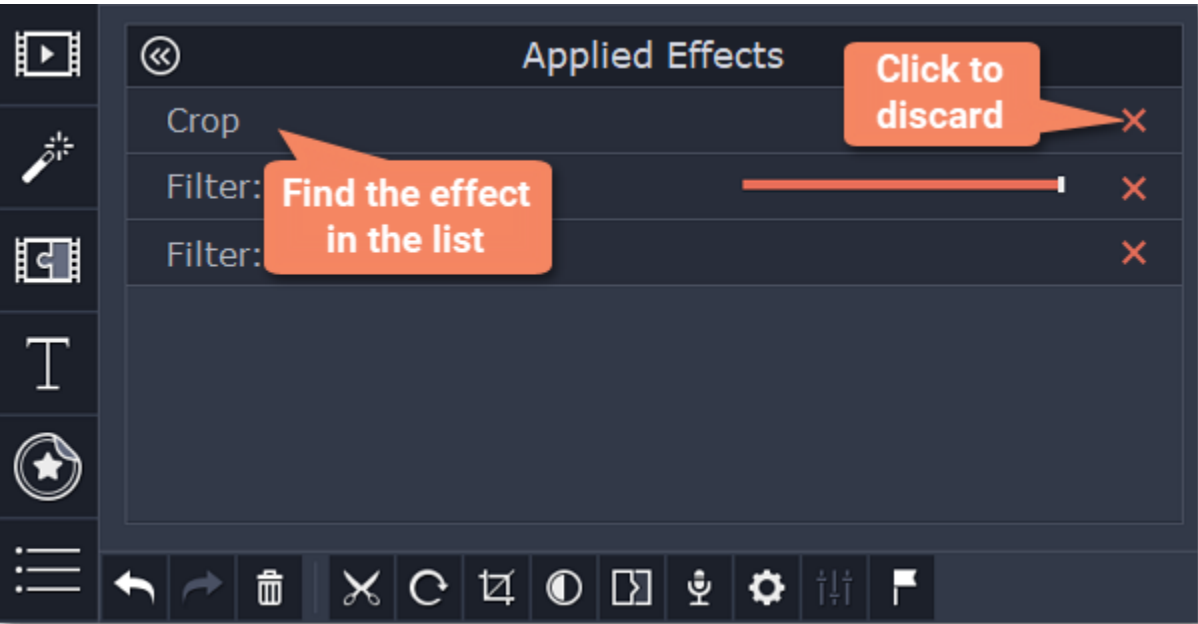 Applied Effects
Click to
discard
Crop
Find the effect
in the list
Filter:
Filter: